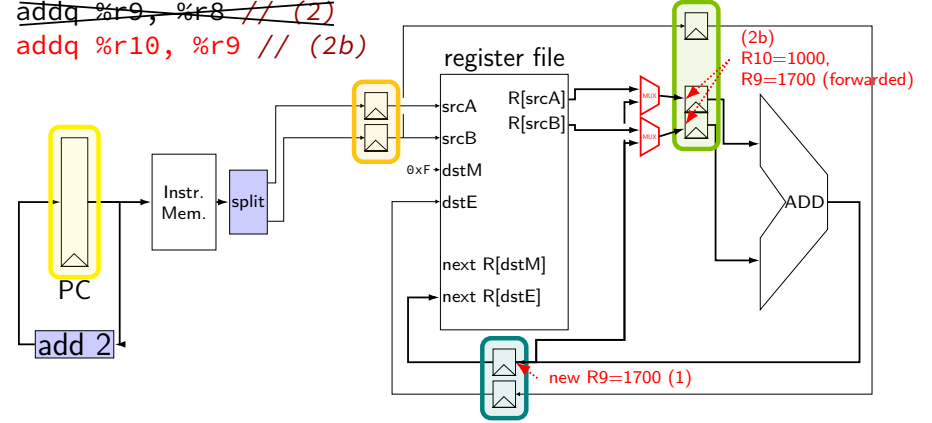 addq %r9, %r8 // (2)
addq %r10, %r9 // (2b)
PC
add 2
Instr.
Mem.
split
register file
srcA
srcB
0xF
dstM
dstE
next R[dstM]
next R[dstE]
R[srcA]
R[srcB]
MUX
MUX
(2b)
R10=1000,
R9=1700 (forwarded)
ADD
new R9=1700 (1)